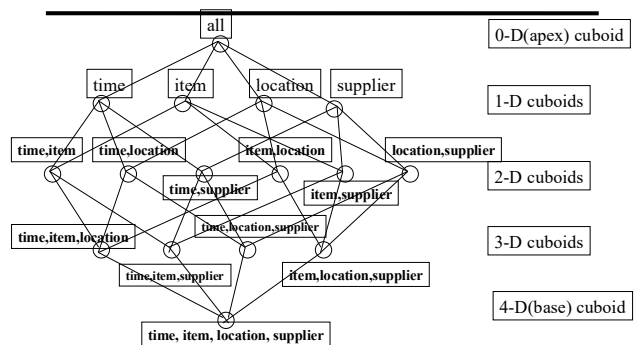 all
0-D(apex) cuboid
time
item
location
supplier
1-D cuboids
time,item
time,location
item,location
location,supplier
time,supplier
item,supplier
2-D cuboids
time,item,location
time,location,supplier
3-D cuboids
time,item,supplier
item,location,supplier
4-D(base) cuboid
time, item, location, supplier